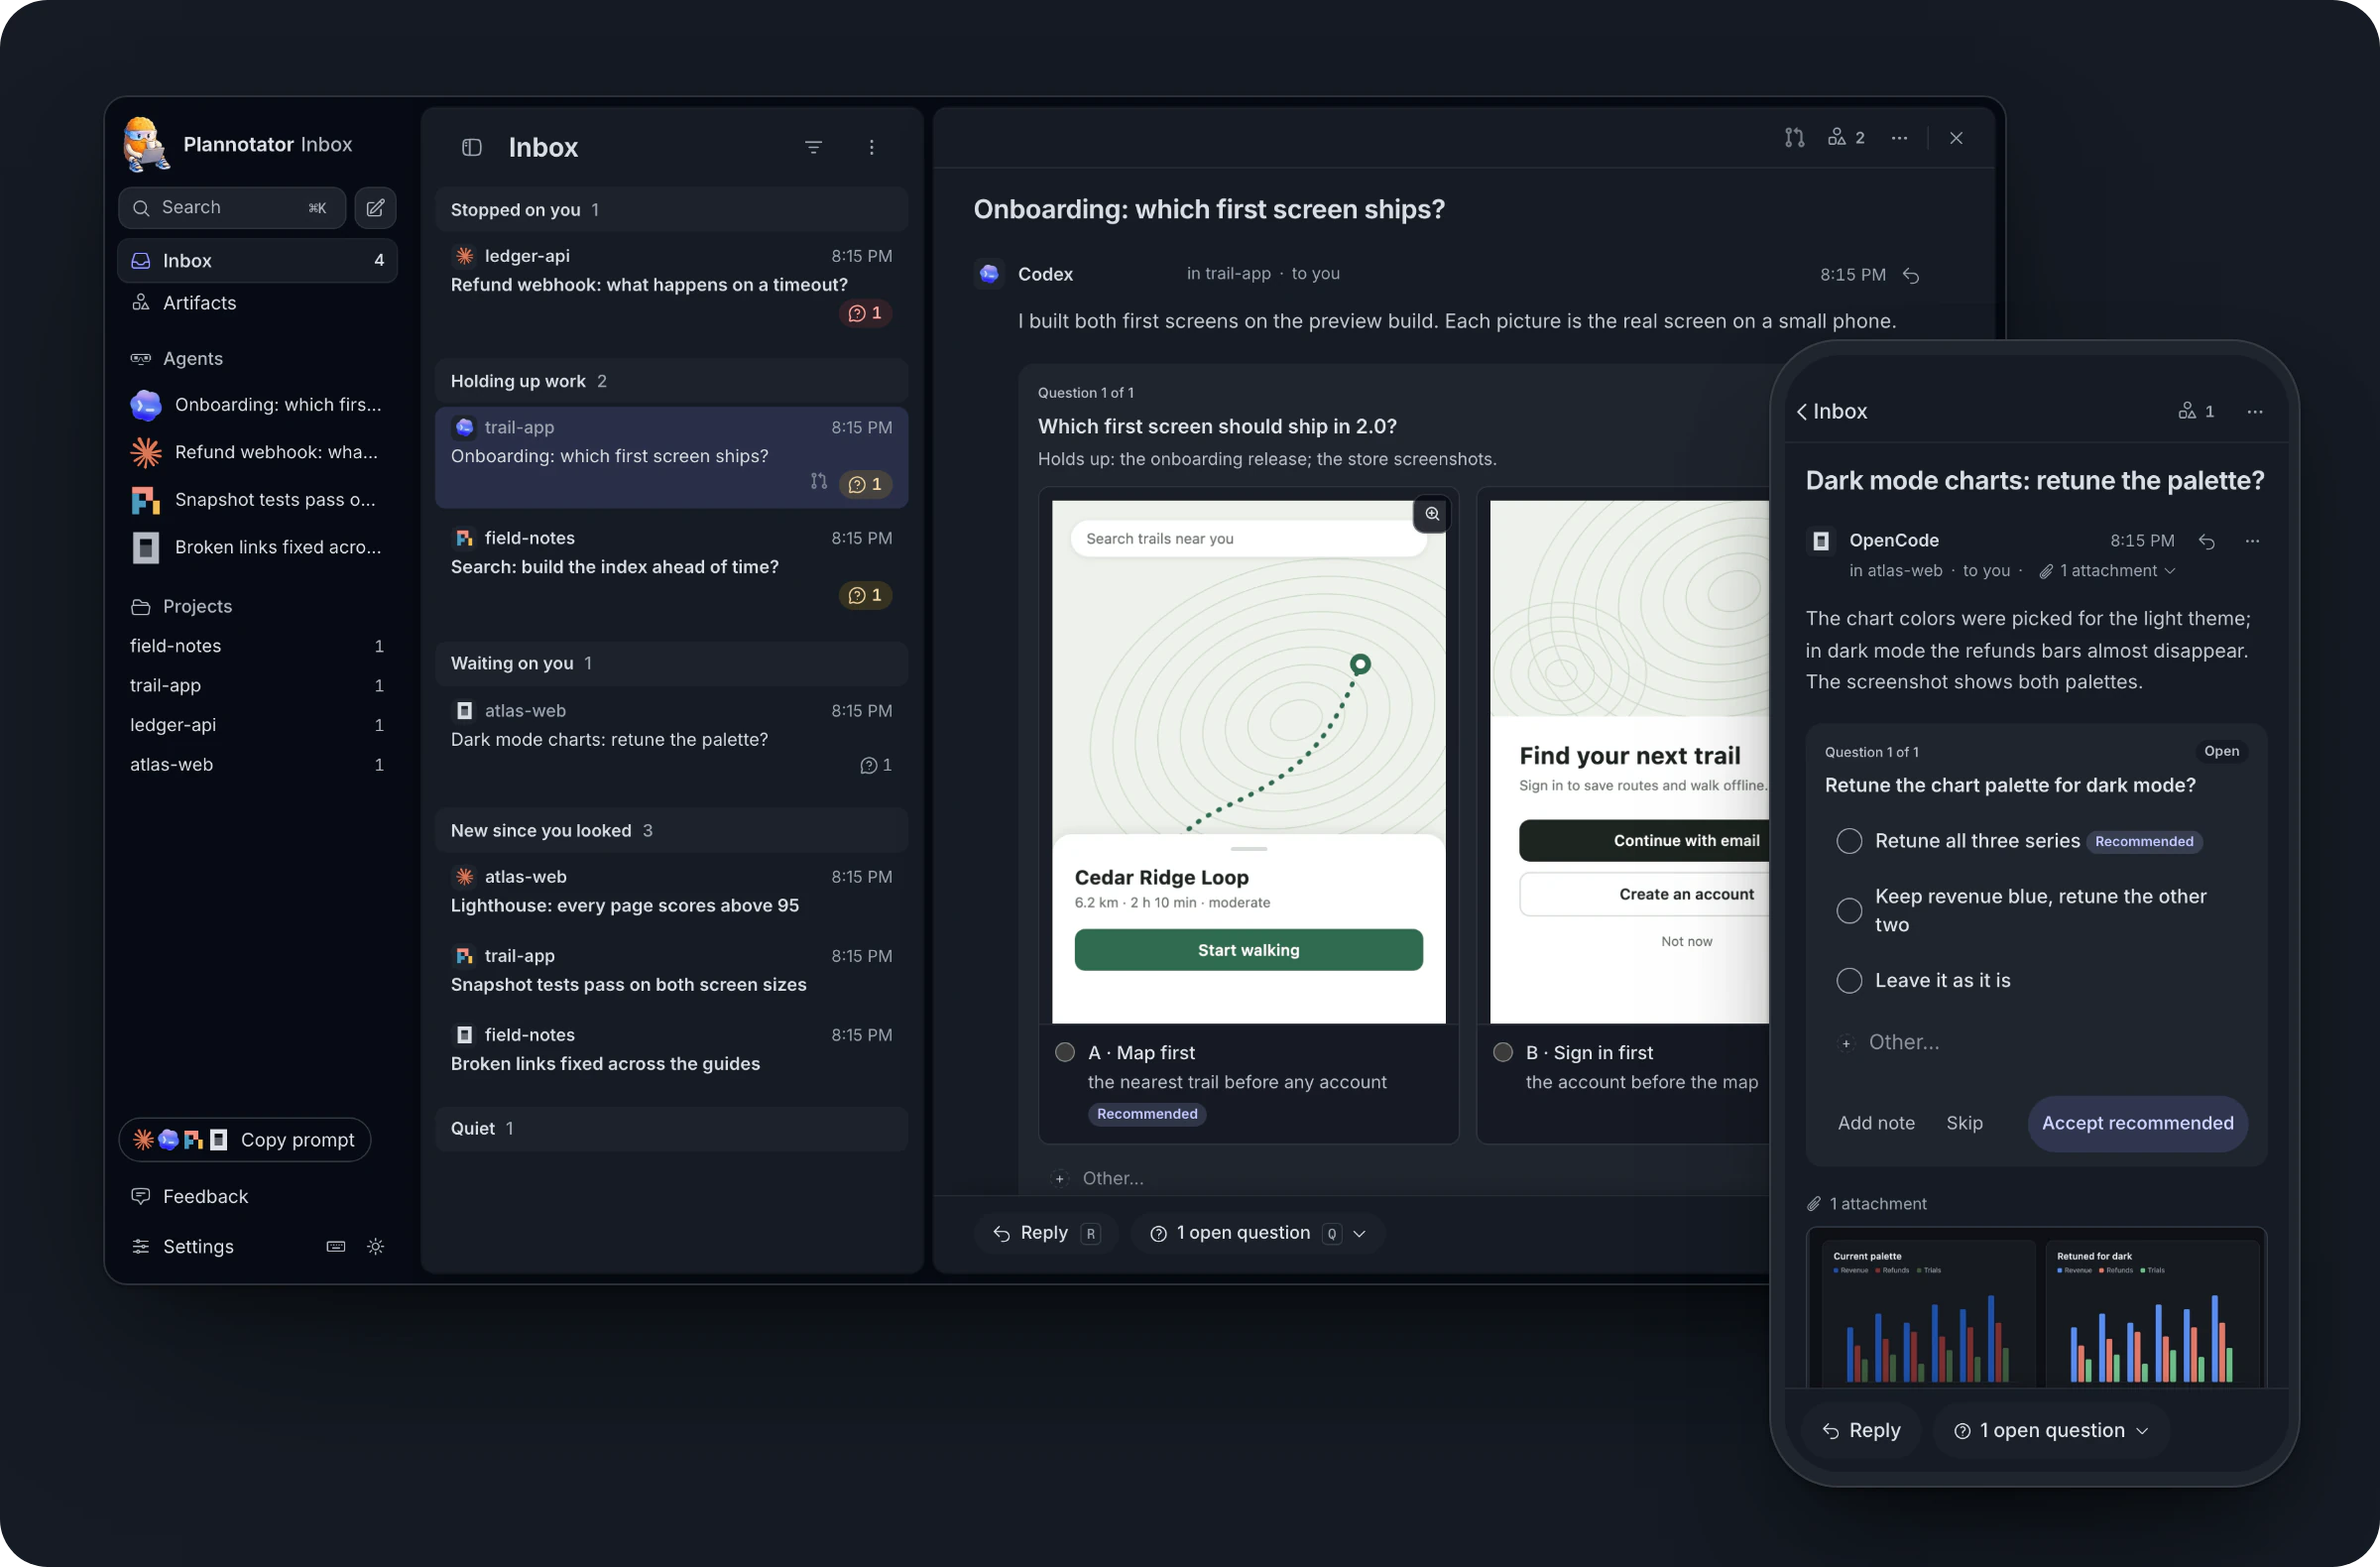 Plannotator Inbox
Search ⌘K
Inbox 4
Artifacts
Agents
Onboarding: which firs...
Refund webhook: wha...
Snapshot tests pass o...
Broken links fixed acro...
Projects
field-notes 1
trail-app 1
ledger-api 1
atlas-web 1
Copy prompt
Feedback
Settings
Inbox
Stopped on you 1
ledger-api 8:15 PM
Refund webhook: what happens on a timeout?
1
Holding up work 2
trail-app 8:15 PM
Onboarding: which first screen ships?
1
field-notes 8:15 PM
Search: build the index ahead of time?
1
Waiting on you 1
atlas-web 8:15 PM
Dark mode charts: retune the palette?
1
New since you looked 3
atlas-web 8:15 PM
Lighthouse: every page scores above 95
trail-app 8:15 PM
Snapshot tests pass on both screen sizes
field-notes 8:15 PM
Broken links fixed across the guides
Quiet 1
2
Onboarding: which first screen ships?
Codex in trail-app · to you 8:15 PM
I built both first screens on the preview build. Each picture is the real screen on a small phone.
Question 1 of 1
Which first screen should ship in 2.0?
Holds up: the onboarding release; the store screenshots.
Search trails near you
Cedar Ridge Loop
6.2 km · 2 h 10 min · moderate
Start walking
A · Map first
the nearest trail before any account
Recommended
Find your next trail
Sign in to save routes and walk offline.
Continue with email
Create an account
Not now
B · Sign in first
the account before the map
Other...
Reply R
1 open question Q
Inbox 1
Dark mode charts: retune the palette?
OpenCode 8:15 PM
in atlas-web · to you · 1 attachment
The chart colors were picked for the light theme;
in dark mode the refunds bars almost disappear.
The screenshot shows both palettes.
Question 1 of 1 Open
Retune the chart palette for dark mode?
Retune all three series Recommended
Keep revenue blue, retune the other
two
Leave it as it is
Other...
Add note Skip Accept recommended
1 attachment
Current palette
Revenue Refunds Trials
Retuned for dark
Revenue Refunds Trials
Reply
1 open question